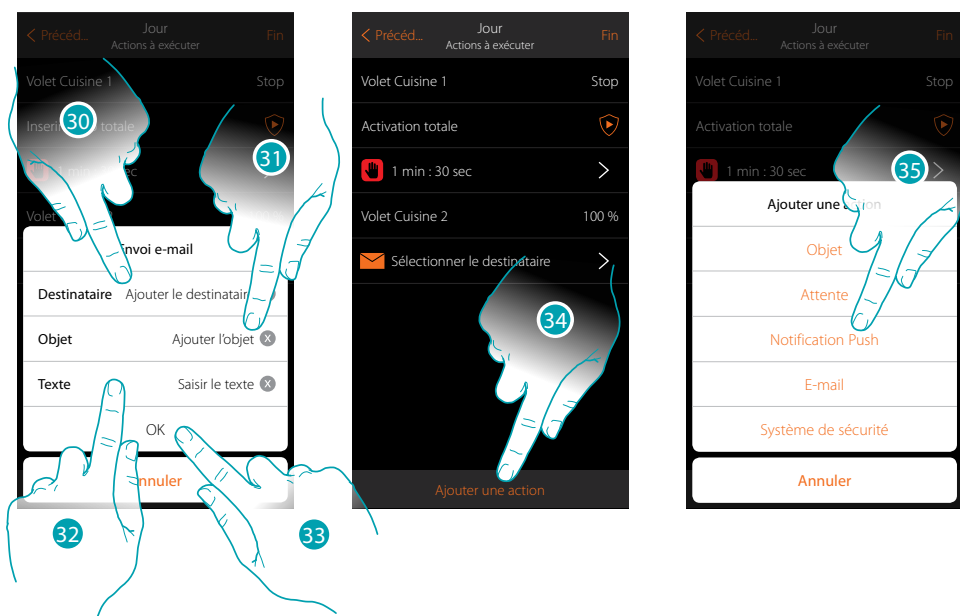 Précéd...
Jour
Fin
Actions à exécuter
Volet Cuisine 1
Stop
totale
30
31
Volet
Envoi e-mail
Destinataire
Ajouter le destinatair
Objet
Ajouter l'objet X
Texte
Saisir le texte X
OK
Annuler
32
33
Précéd...
Jour
Fin
Actions à exécuter
Volet Cuisine 1
Stop
Activation totale
1 min : 30 sec
Volet Cuisine 2
100 %
Sélectionner le destinataire
34
Ajouter une action
Précéd...
Jour
Fin
Actions à exécuter
Volet Cuisine 1
Stop
Activation totale
1 min : 30 sec
35
Ajouter une action
Objet
Attente
Notification Push
E-mail
Système de sécurité
Annuler